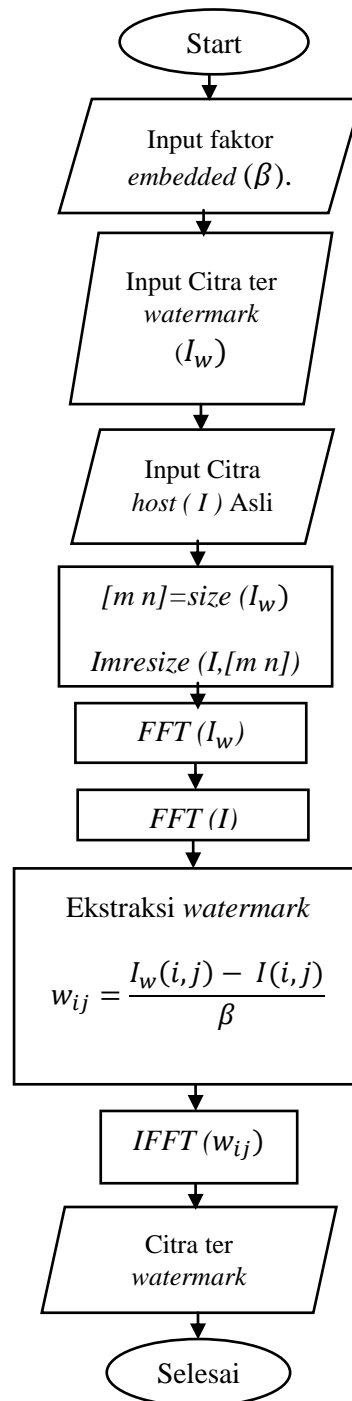 Start
Input faktor
embedded (β).
Input Citra ter
watermark
(I_w)
Input Citra
host ( I ) Asli
[m n]=size (I_w)
Imresize (I,[m n])
FFT (I_w)
FFT (I)
Ekstraksi watermark
w_ij = (I_w(i,j) − I(i,j)) / β
IFFT (w_ij)
Citra ter
watermark
Selesai